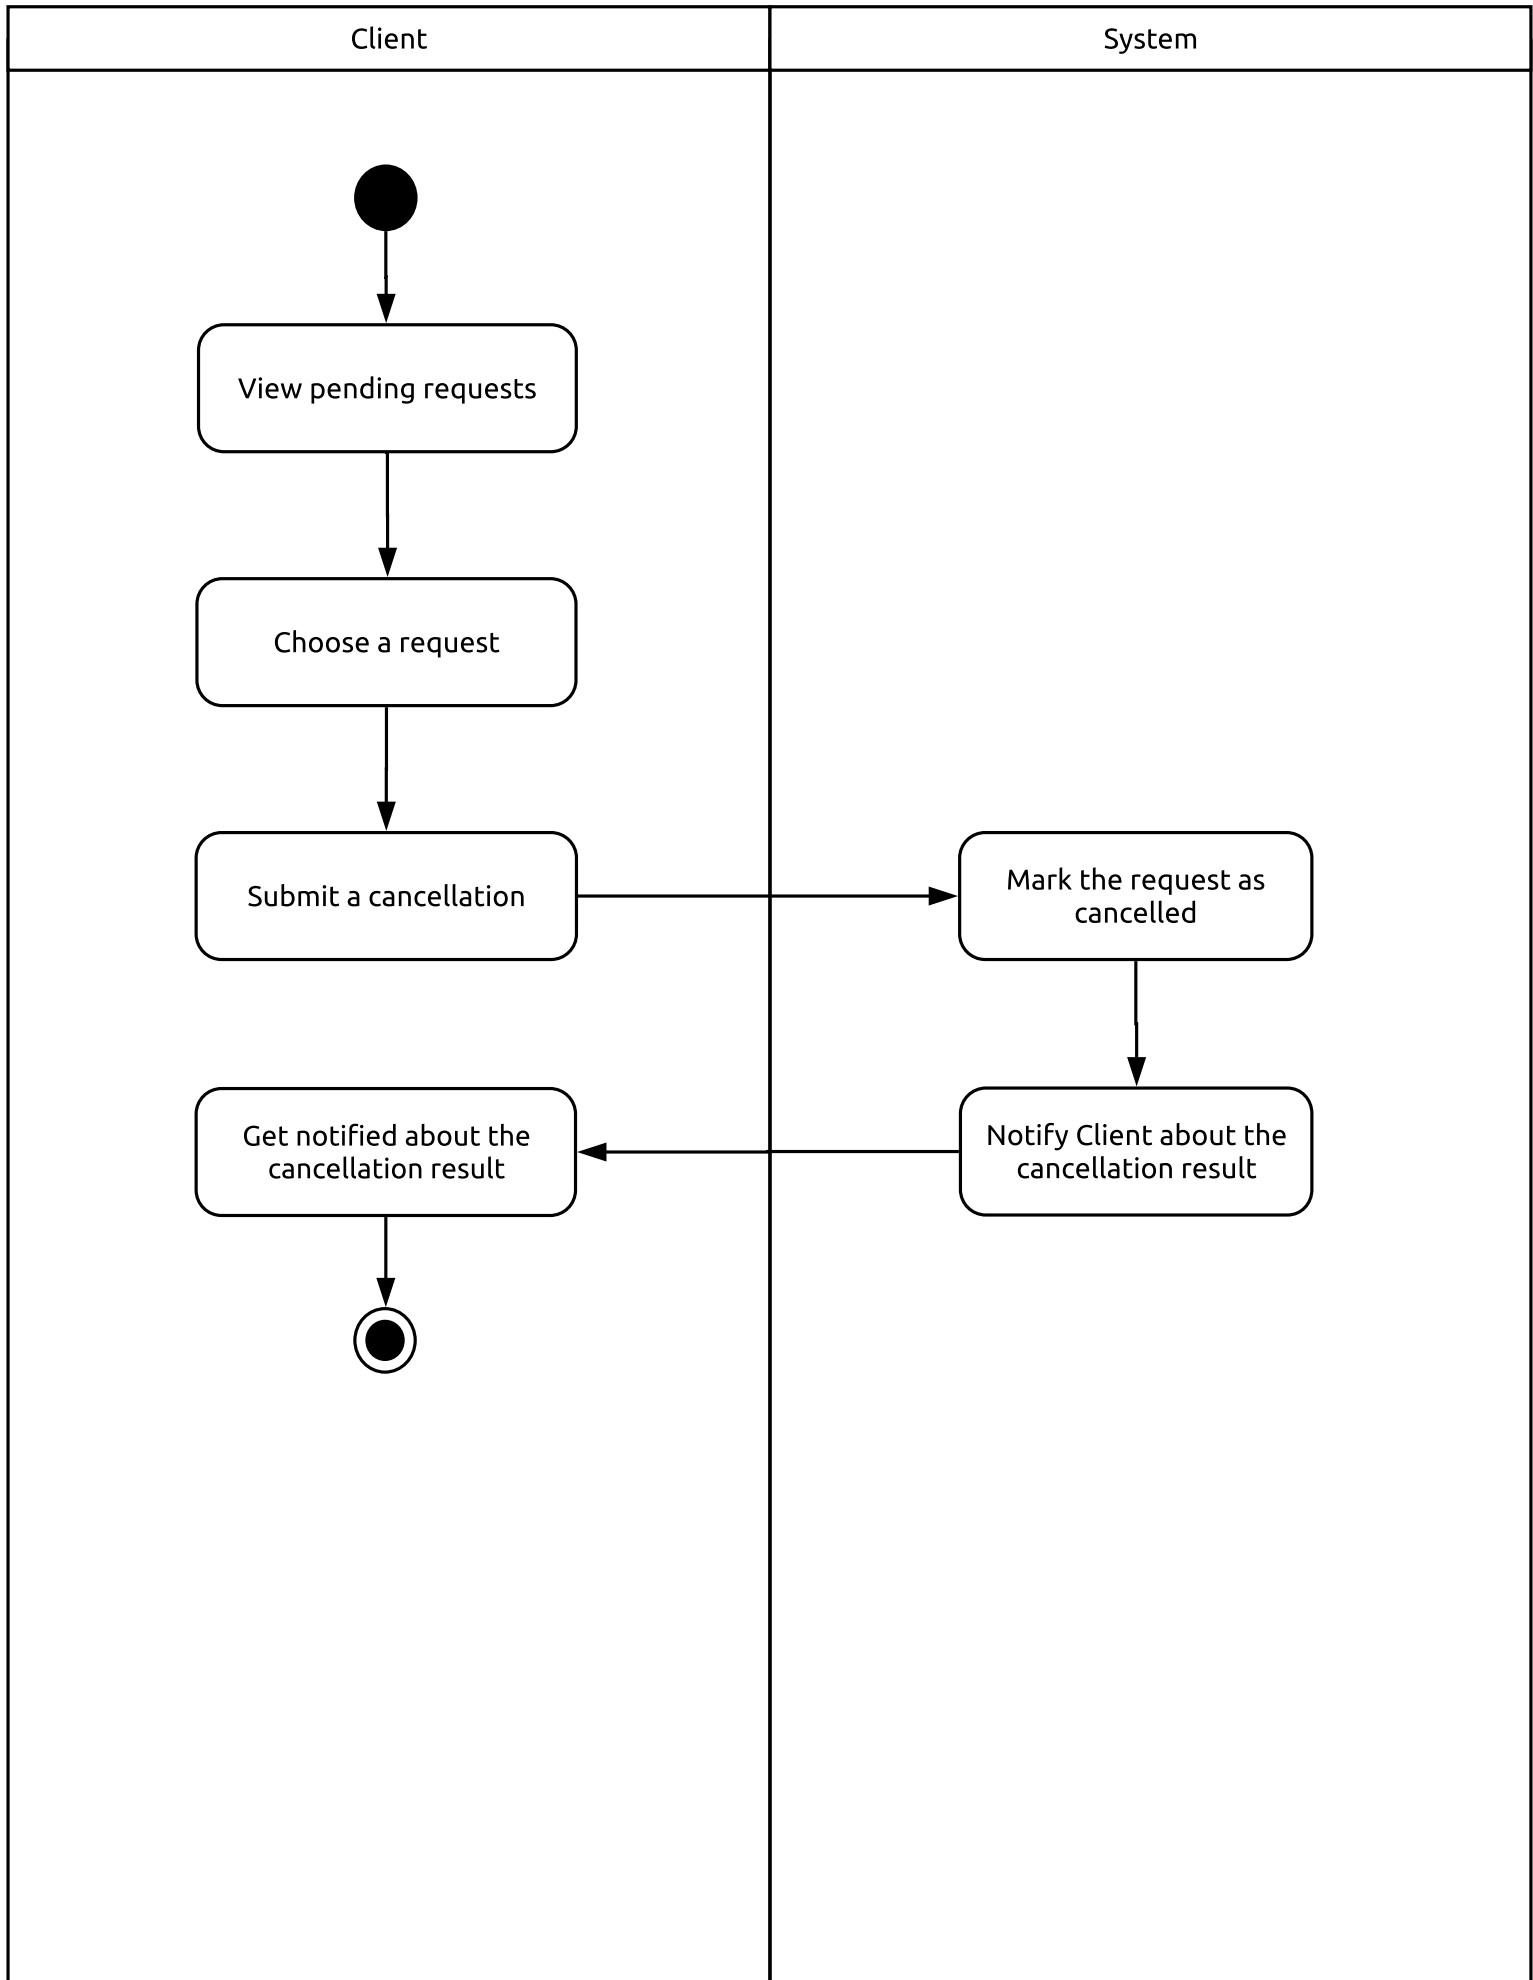 Client
System
View pending requests
Choose a request
Submit a cancellation
Mark the request as
cancelled
Notify Client about the
cancellation result
Get notified about the
cancellation result